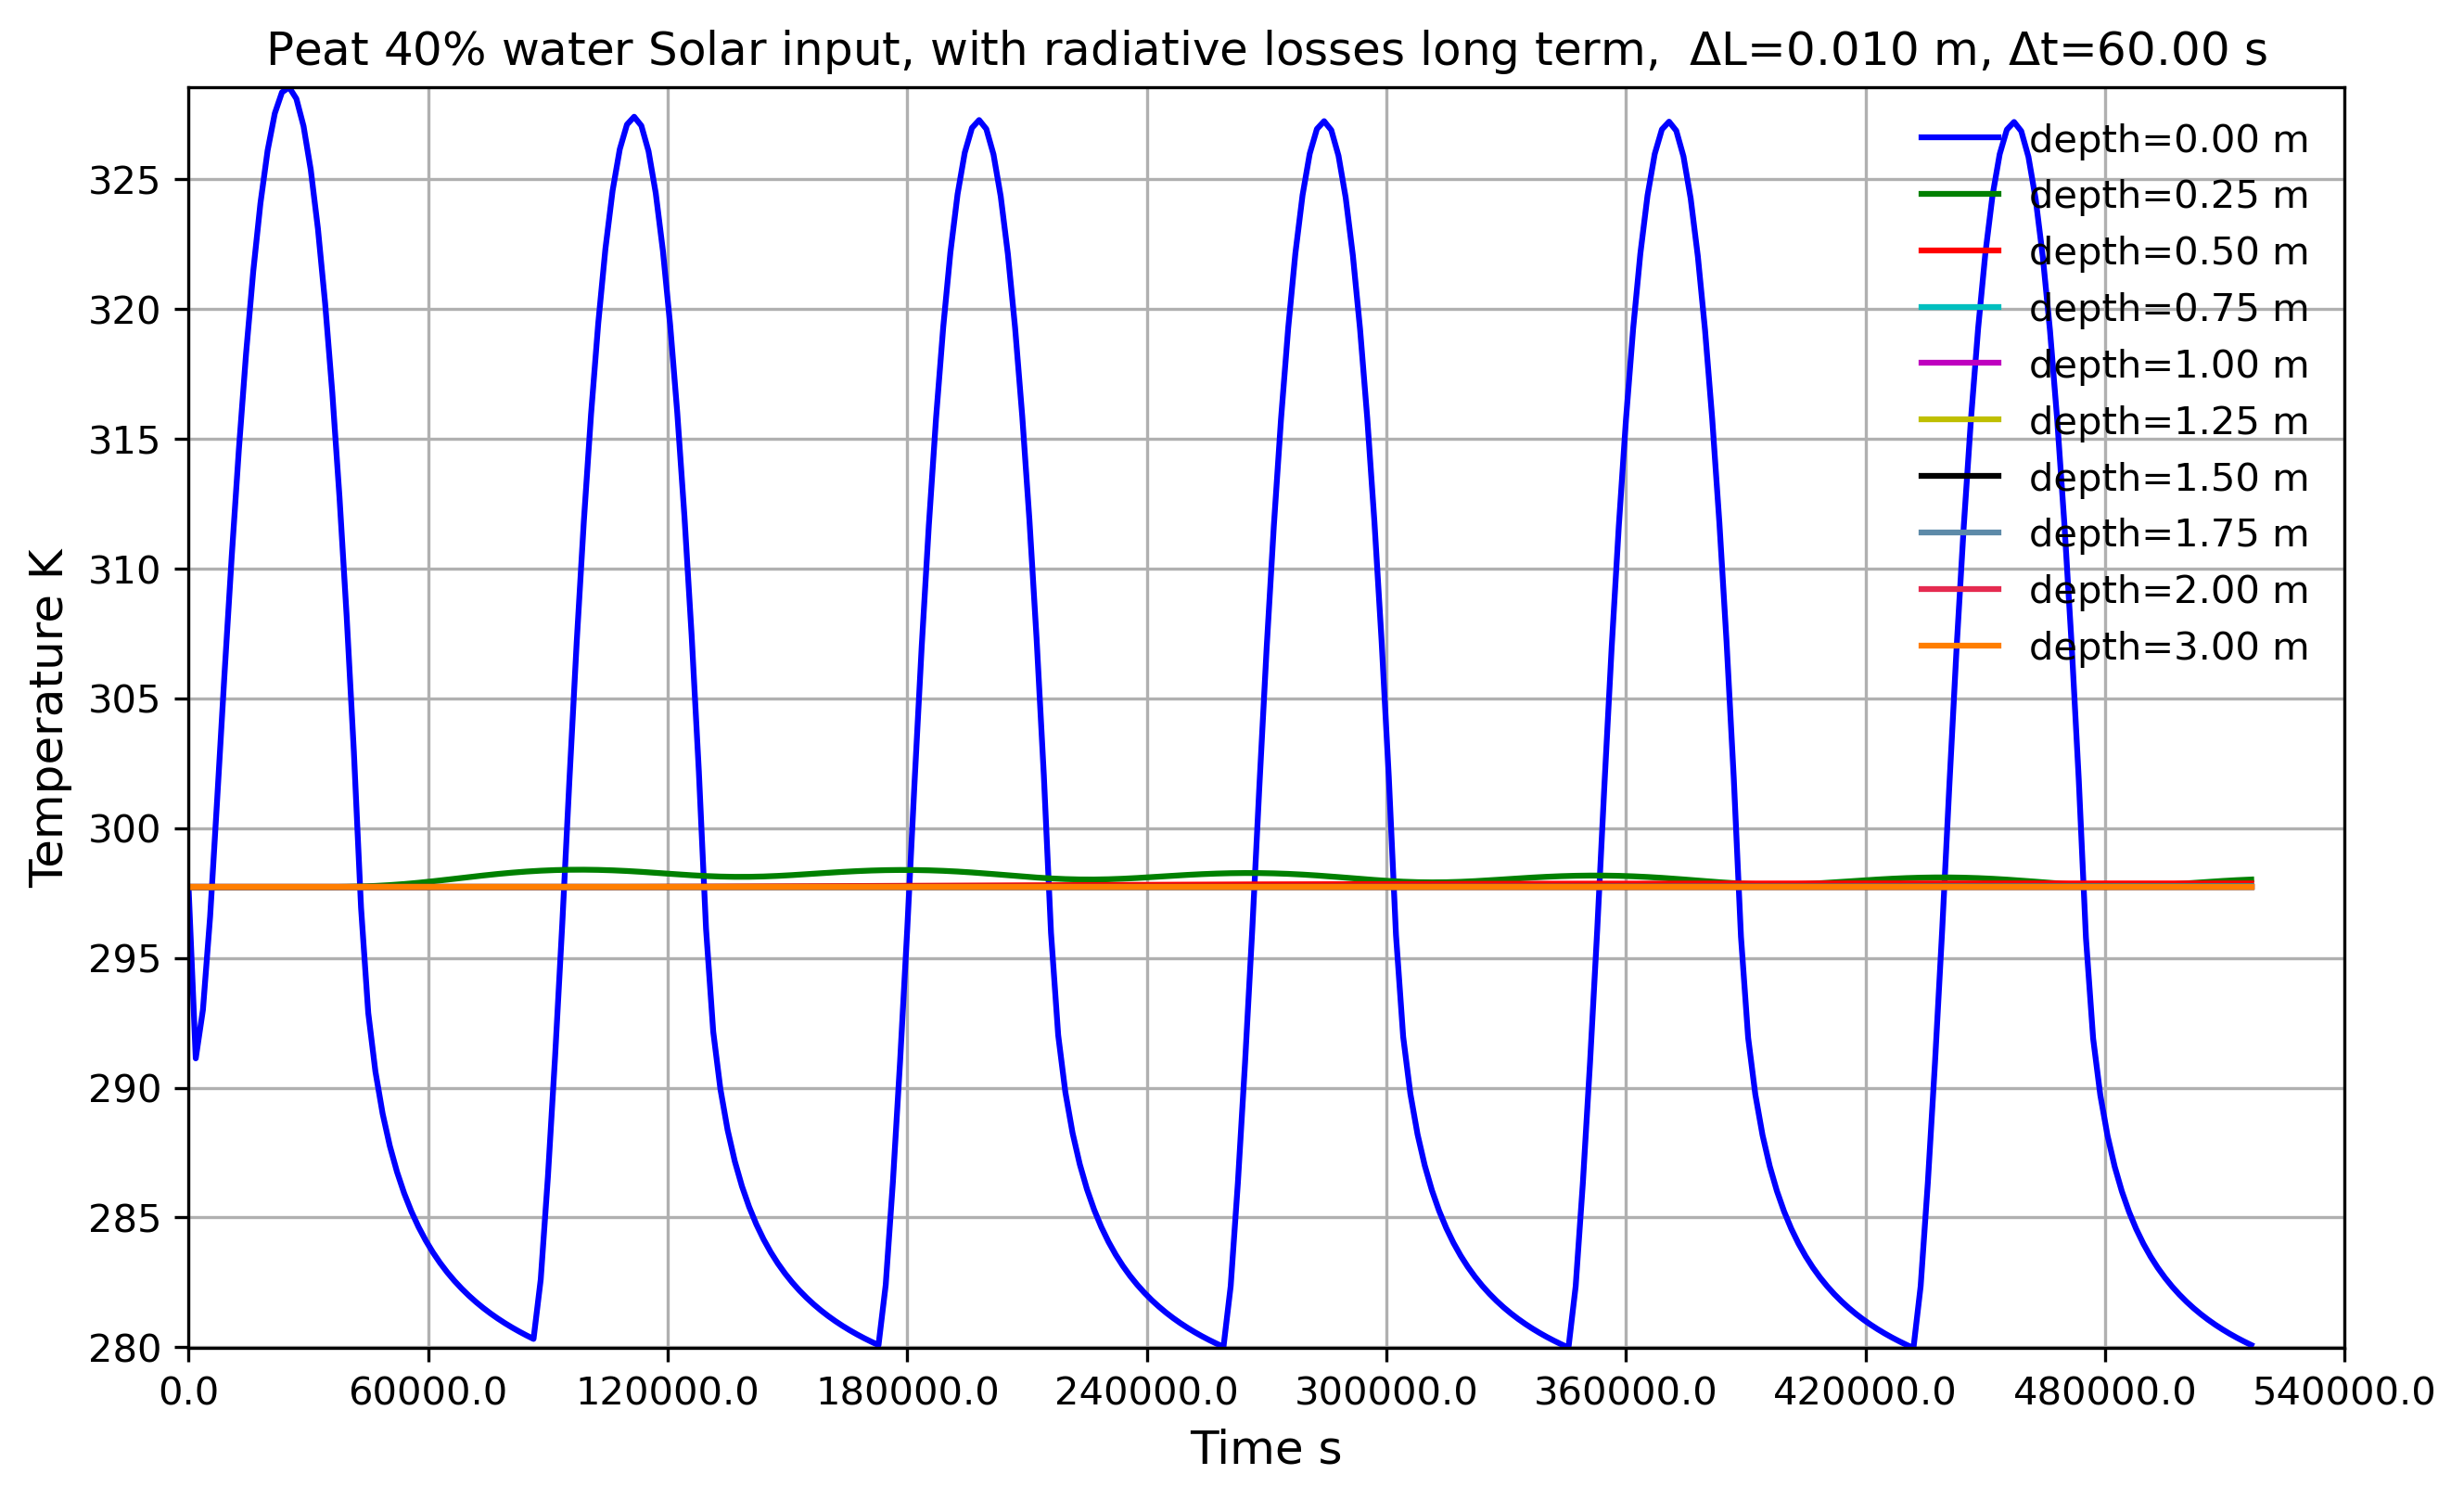 Peat 40% water Solar input, with radiative losses long term,  ΔL=0.010 m, Δt=60.00 s
Temperature K
325
320
315
310
305
300
295
290
285
280
depth=0.00 m
depth=0.25 m
depth=0.50 m
depth=0.75 m
depth=1.00 m
depth=1.25 m
depth=1.50 m
depth=1.75 m
depth=2.00 m
depth=3.00 m
0.0 60000.0 120000.0 180000.0 240000.0 300000.0 360000.0 420000.0 480000.0 540000.0
Time s